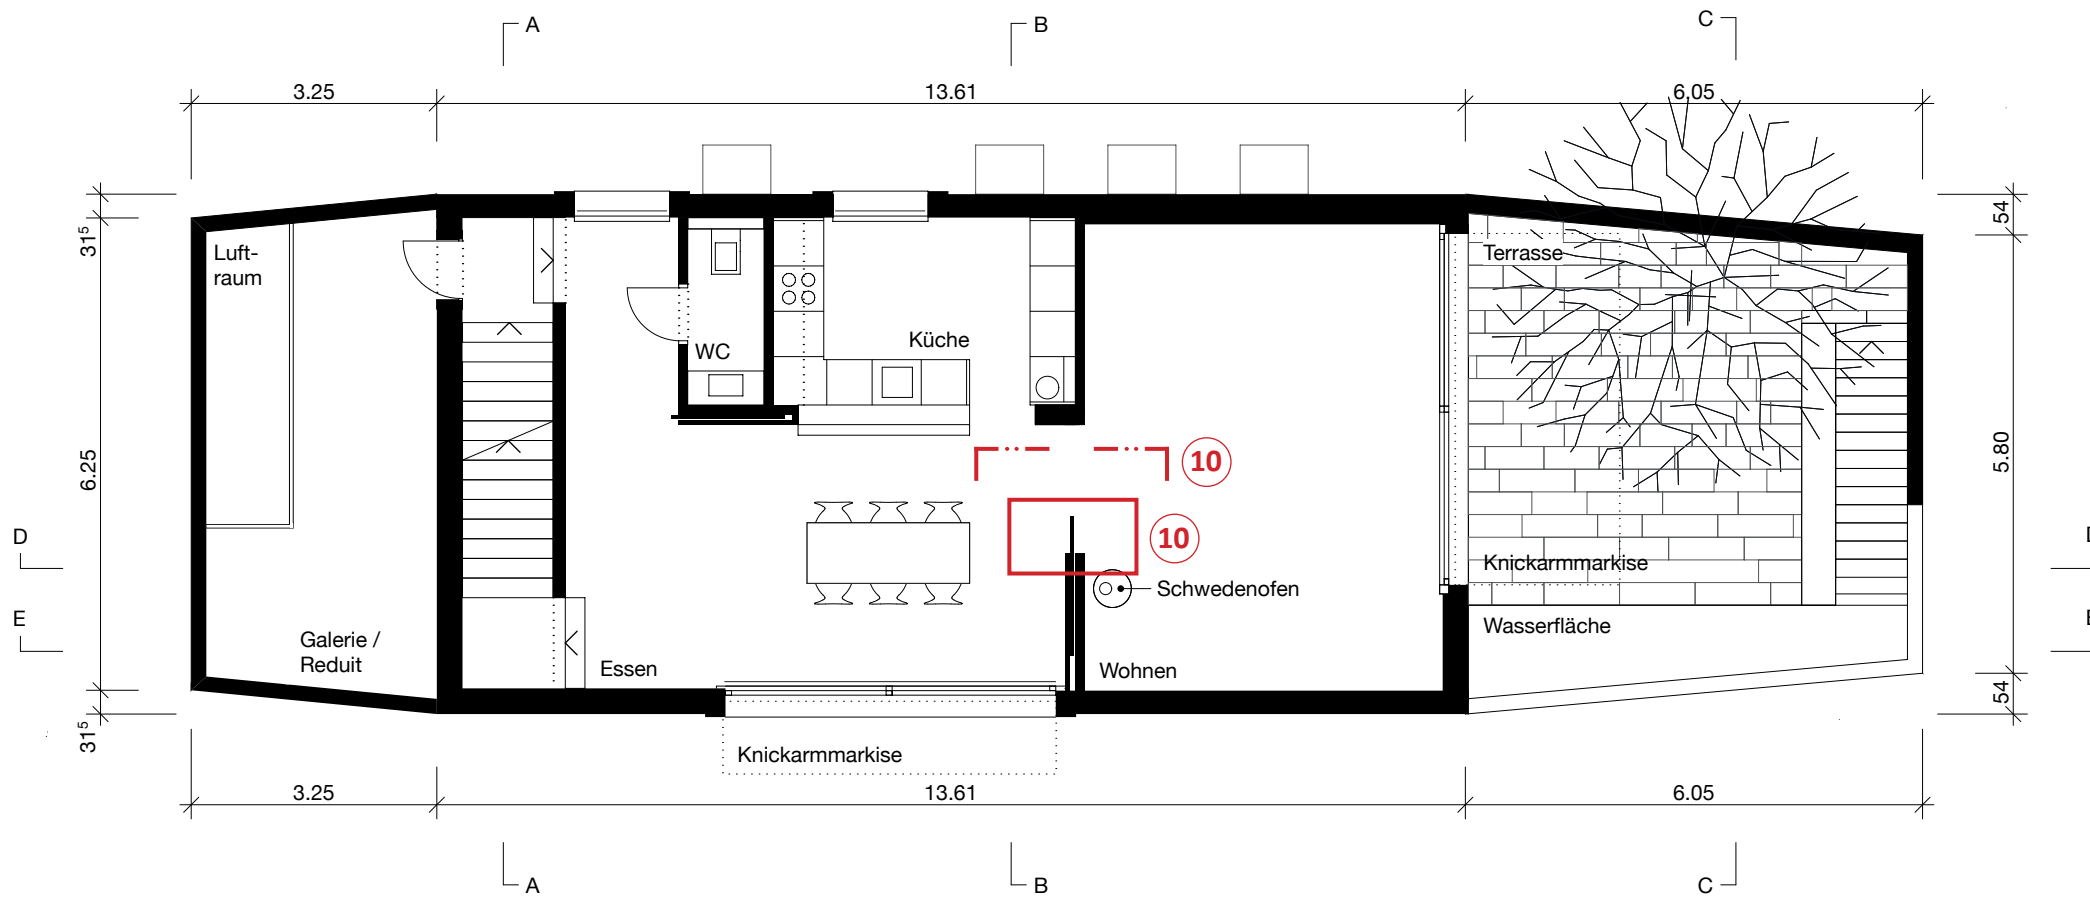 A
B
C
3.25
13.61
6.05
31⁵
54
Luft-
raum
Terrasse
WC
Küche
6.25
5.80
10
10
D
D
Knickarmmarkise
Schwedenofen
E
E
Wasserfläche
Galerie /
Reduit
Essen
Wohnen
31⁵
54
Knickarmmarkise
3.25
13.61
6.05
A
B
C